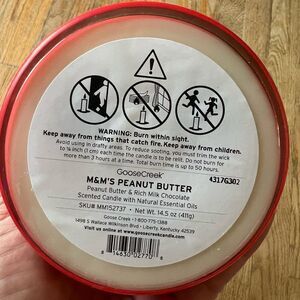 WARNING: Burn within sight.
Keep away from things that catch fire. Keep away from children.
Avoid using in drafty areas. To reduce sooting, you must trim the wick
to ¼ inch (1 cm) each time the candle is to be relit. Do not burn for
more than 3 hours at a time. Total burn time is up to 50 hours.
GooseCreek
4317G302
M&M'S PEANUT BUTTER
Peanut Butter & Rich Milk Chocolate
Scented Candle with Natural Essential Oils
SKU# MM152737 • Net Wt. 14.5 oz (411g)
Goose Creek • 1-800-775-1388
1498 S Wallace Wilkinson Blvd • Liberty, Kentucky 42539
Visit us online at www.goosecreekcandle.com
8 14630 02770 8